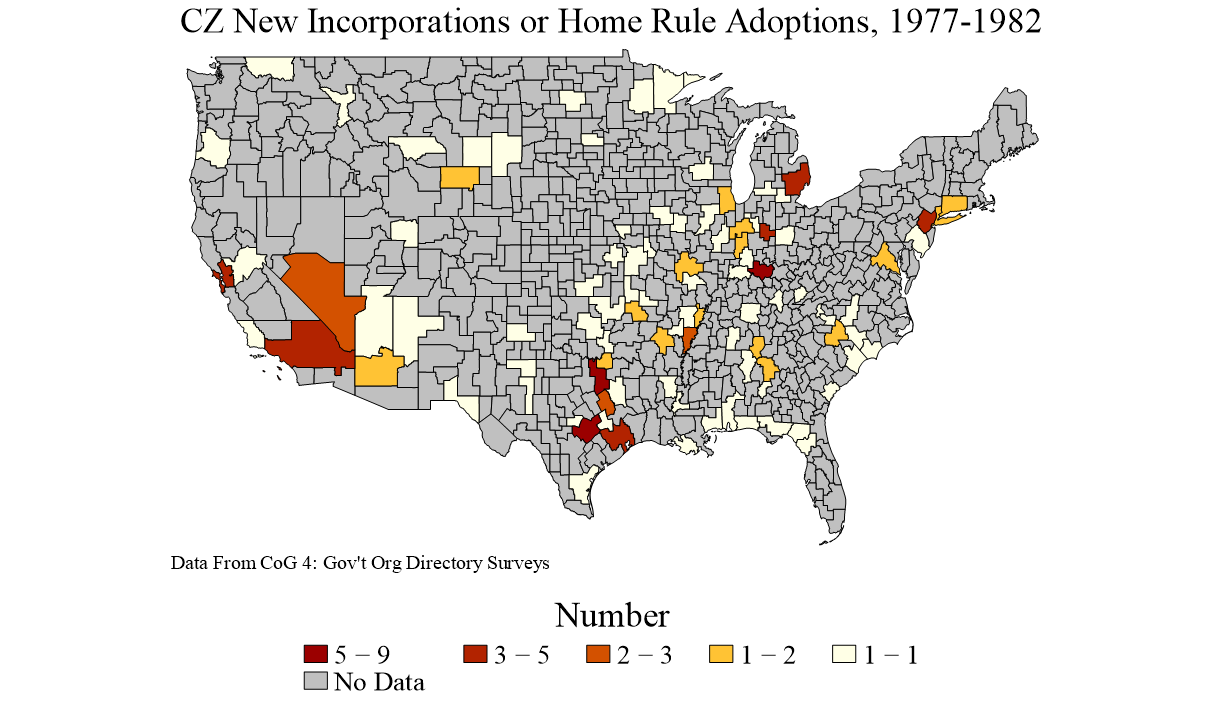 CZ New Incorporations or Home Rule Adoptions, 1977-1982
Data From CoG 4: Gov't Org Directory Surveys
Number
5 − 9 3 − 5 2 − 3 1 − 2 1 − 1
No Data